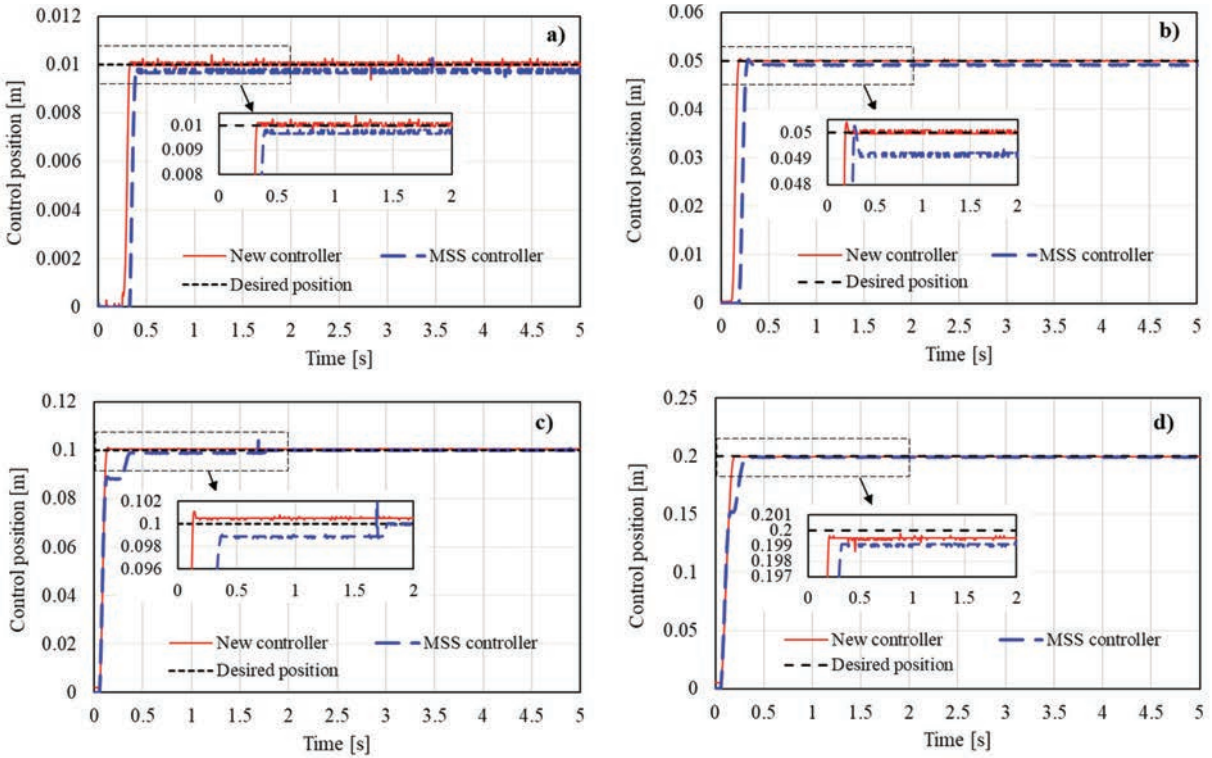 a)
Control position [m]
0.012
0.01
0.008
0.006
0.004
0.002
0
0.01
0.009
0.008
0 0.5 1 1.5 2
New controller MSS controller
Desired position
0 0.5 1 1.5 2 2.5 3 3.5 4 4.5 5
Time [s]
b)
Control position [m]
0.06
0.05
0.04
0.03
0.02
0.01
0.00
0.05
0.049
0.048
0 0.5 1 1.5 2
New controller MSS controller
Desired position
0 0.5 1 1.5 2 2.5 3 3.5 4 4.5 5
Time [s]
c)
Control position [m]
0.12
0.1
0.08
0.06
0.04
0.02
0
0.102
0.1
0.098
0.096
0 0.5 1 1.5 2
New controller MSS controller
Desired position
0 0.5 1 1.5 2 2.5 3 3.5 4 4.5 5
Time [s]
d)
Control position [m]
0.25
0.2
0.15
0.1
0.05
0
0.201
0.2
0.199
0.197
0 0.5 1 1.5 2
New controller MSS controller
Desired position
0 0.5 1 1.5 2 2.5 3 3.5 4 4.5 5
Time [s]